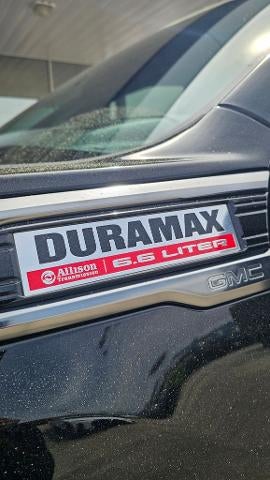 DURAMAX
Allison
Transmission
6.6 LITER
GMC